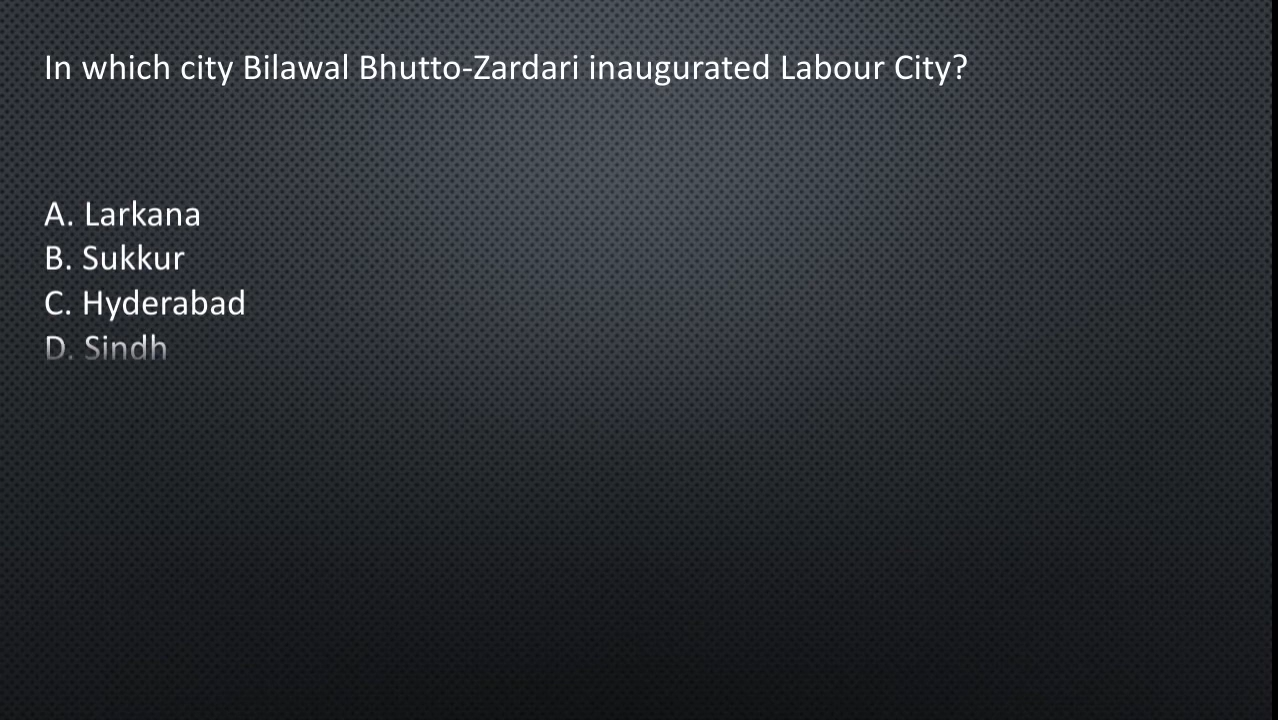 In which city Bilawal Bhutto-Zardari inaugurated Labour City?
A. Larkana
B. Sukkur
C. Hyderabad
D. Sindh